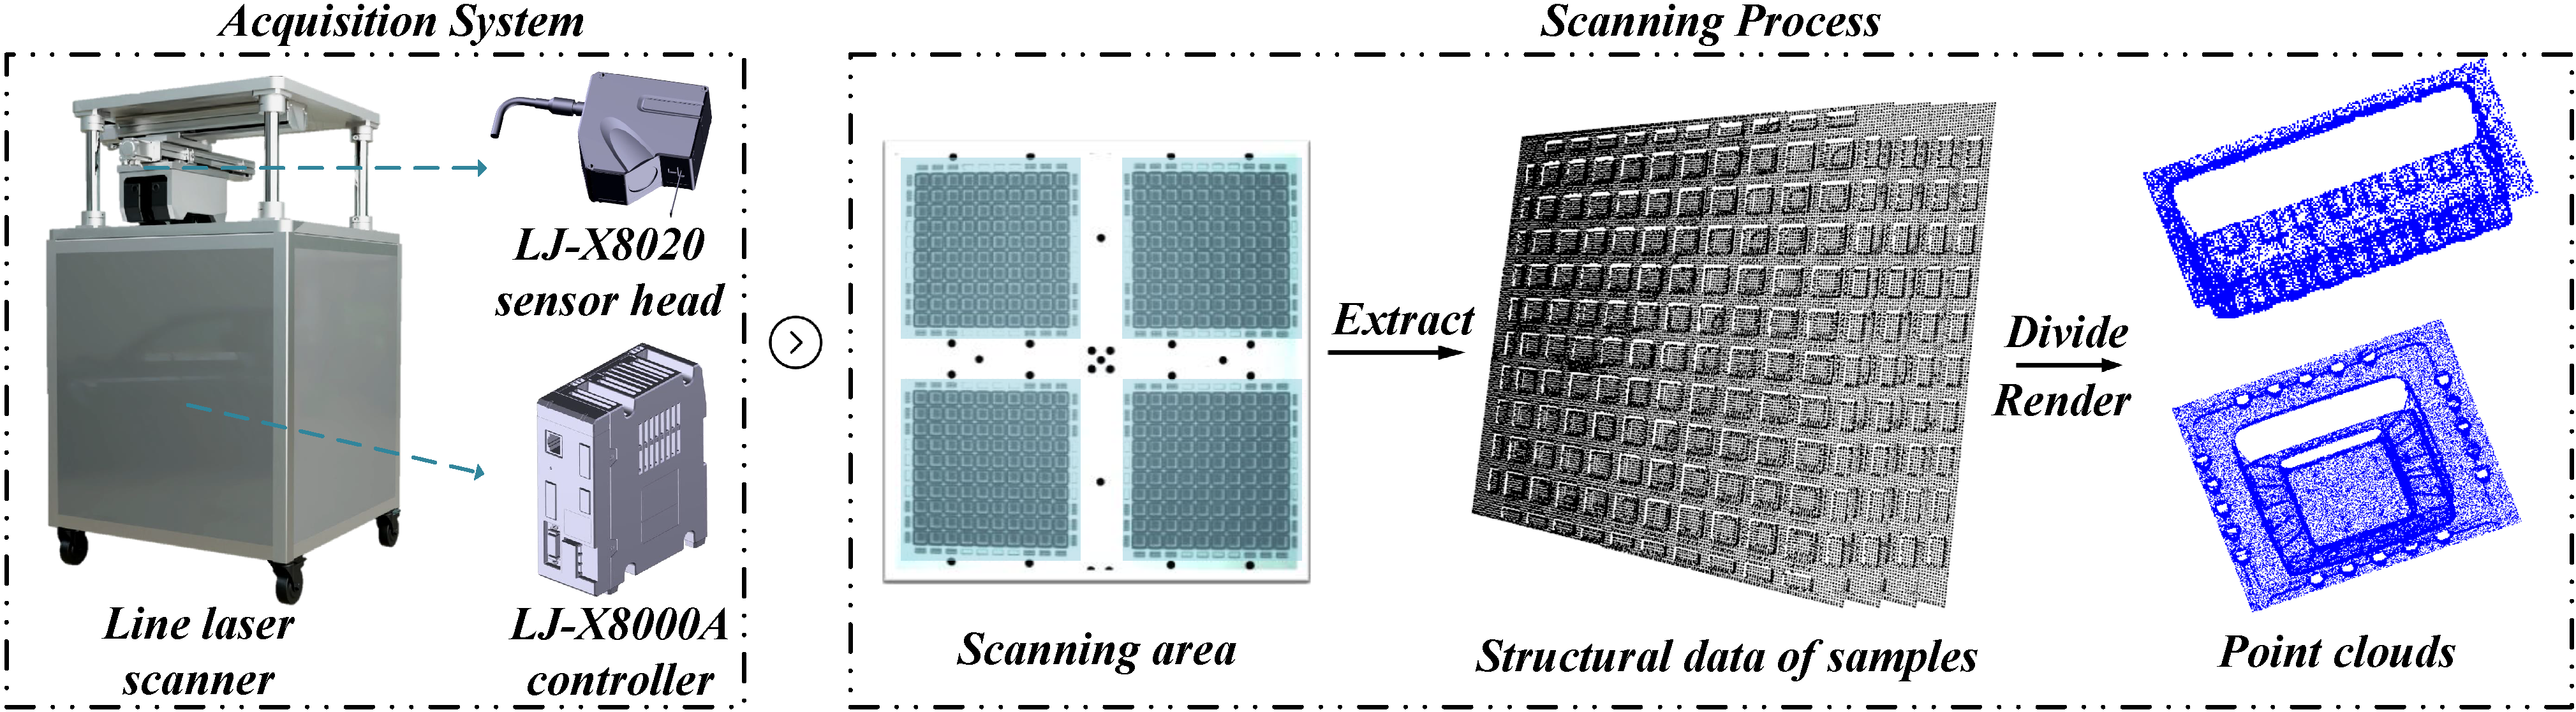 Acquisition System
LJ-X8020
sensor head
LJ-X8000A
controller
Line laser
scanner
Scanning Process
Scanning area
Extract
Structural data of samples
Divide
Render
Point clouds